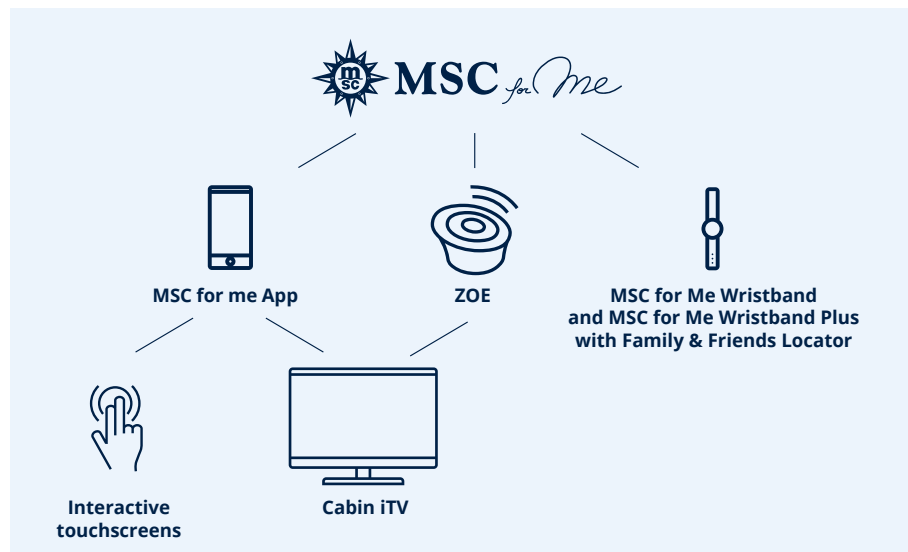 m
sc
MSC for Me
MSC for me App
ZOE
MSC for Me Wristband
and MSC for Me Wristband Plus
with Family & Friends Locator
Interactive
touchscreens
Cabin iTV